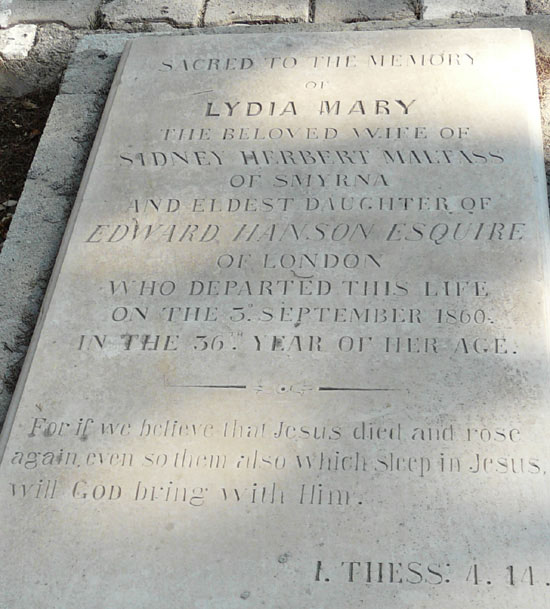 SACRED TO THE MEMORY
OF
LYDIA MARY
THE BELOVED WIFE OF
SIDNEY HERBERT MALTASS
OF SMYRNA
AND ELDEST DAUGHTER OF
EDWARD HANSON ESQUIRE
OF LONDON
WHO DEPARTED THIS LIFE
ON THE 3. SEPTEMBER 1860.
IN THE 36.TH YEAR OF HER AGE.
For if we believe that Jesus died and rose
again, even so them also which sleep in Jesus,
will GOD bring with Him.
I. THESS: 4. 14.